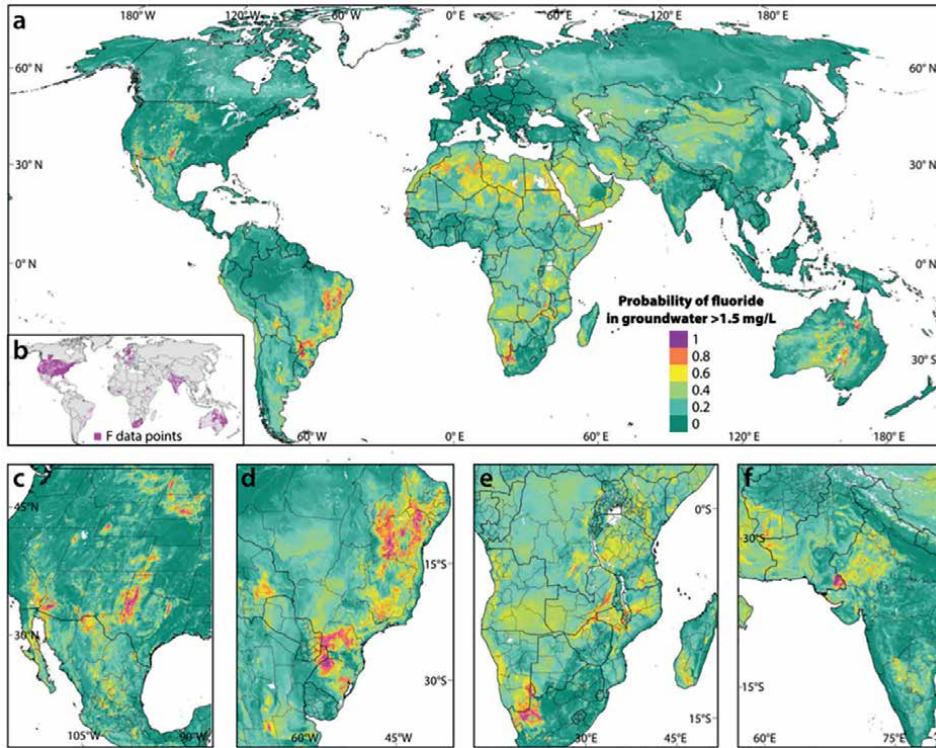 a
180°W
120°W
60°W
0°E
60°E
120°E
180°E
60° N
60° N
30° N
30°N
0° N
0° N
Probability of fluoride
in groundwater >1.5 mg/L
1
0.8
0.6
0.4
0.2
0
30° S
b
F data points
60°W
0°E
60°E
120°E
180°E
c
45°N
30°N
105°W
90°W
d
15°S
30°S
60°W
45°W
e
0°S
15°S
30°E
45°E
f
30°S
15°S
60°E
75°E